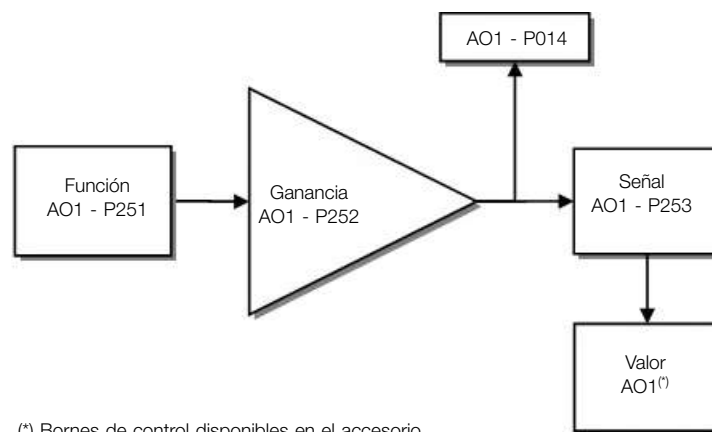 AO1 - P014
Función
AO1 - P251
Ganancia
AO1 - P252
Señal
AO1 - P253
Valor
AO1(*)
(*) Bornes de control disponibles en el accesorio